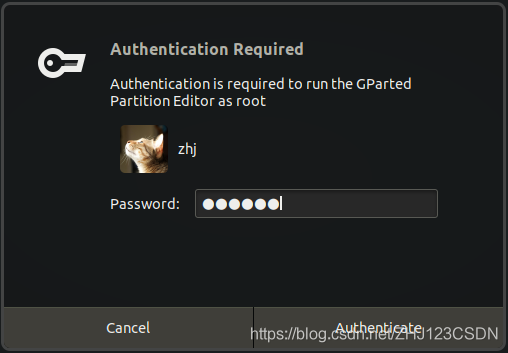 Authentication Required
Authentication is required to run the GParted
Partition Editor as root
zhj
Password: ●●●●●●
Cancel
Authenticate
https://blog.csdn.net/ZHJ123CSDN